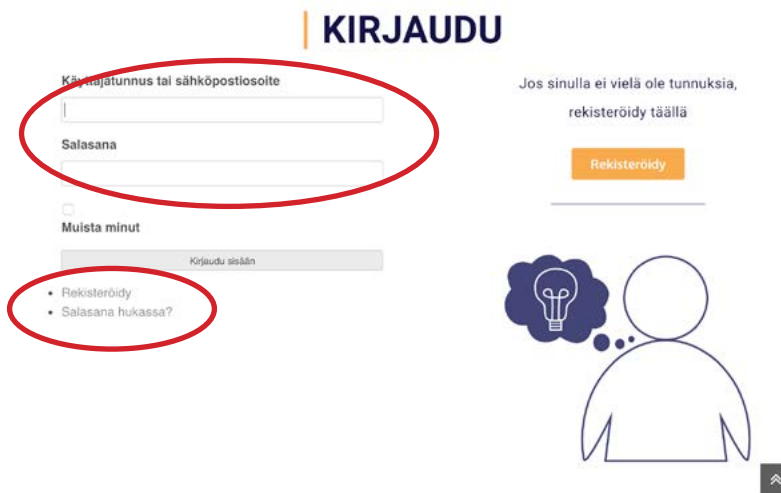 KIRJAUDU
Käyttäjatunnus tai sähköpostiosoite
Salasana
Muista minut
Kirjaudu sisään
Rekisteröidy
Salasana hukassa?
Jos sinulla ei vielä ole tunnuksia,
rekisteröidy täällä
Rekisteröidy